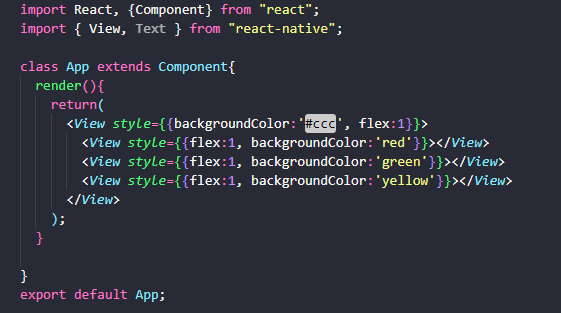 import React, {Component} from "react";
import { View, Text } from "react-native";
class App extends Component{
render(){
return(
<View style={{backgroundColor:'#ccc', flex:1}}>
<View style={{flex:1, backgroundColor:'red'}}></View>
<View style={{flex:1, backgroundColor:'green'}}></View>
<View style={{flex:1, backgroundColor:'yellow'}}></View>
</View>
);
}
}
export default App;